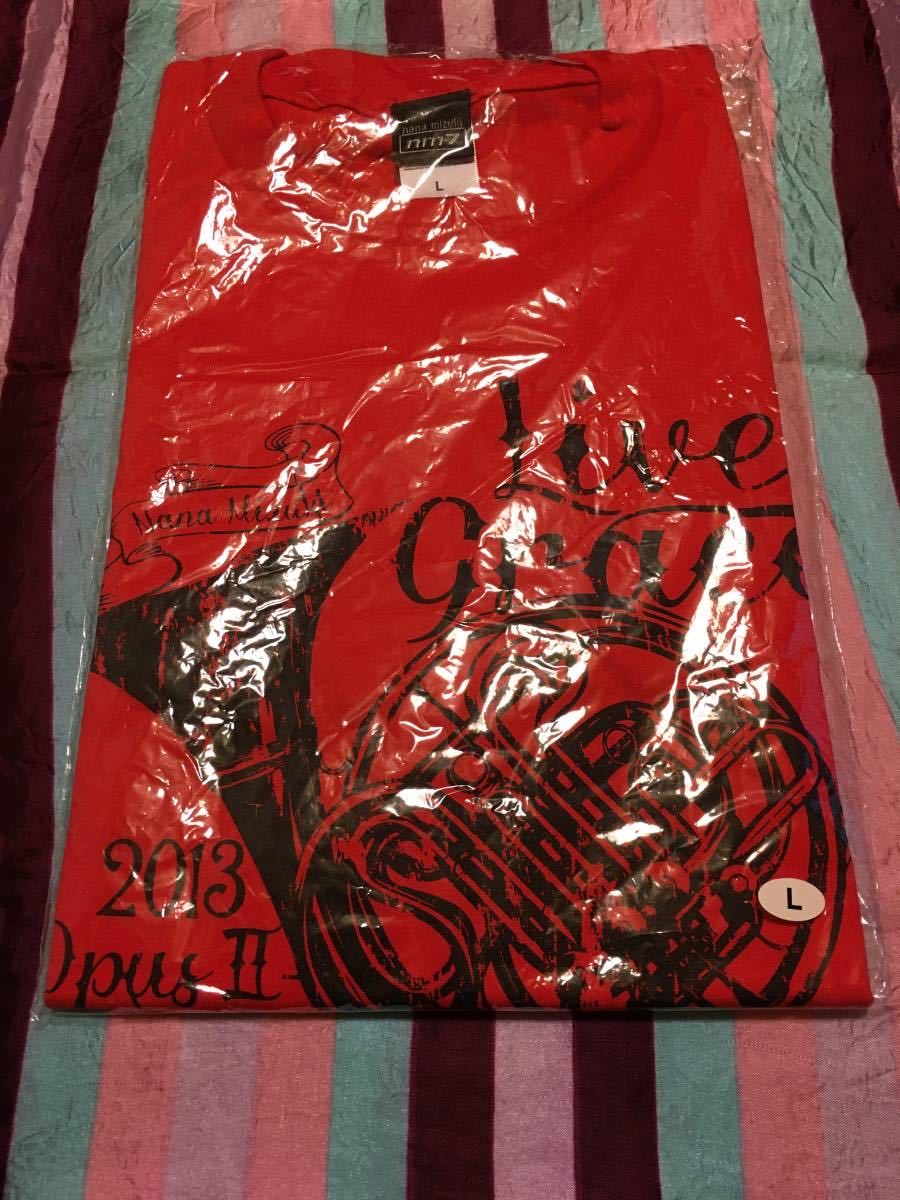 nana mizuki
nm7
L
Live
Grace
Nana Mizuki
2013
Opus II
L